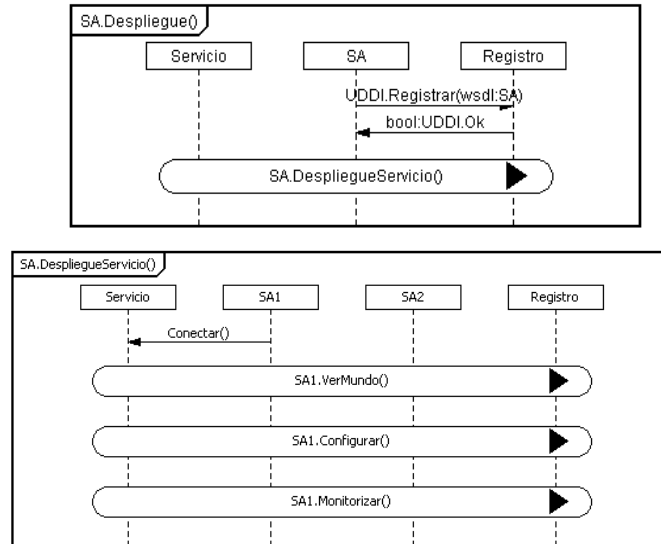 SA.Despliegue()
Servicio SA Registro
UDDI.Registrar(wsdl:SA)
bool:UDDI.Ok
SA.DespliegueServicio()
SA.DespliegueServicio()
Servicio SA1 SA2 Registro
Conectar()
SA1.VerMundo()
SA1.Configurar()
SA1.Monitorizar()